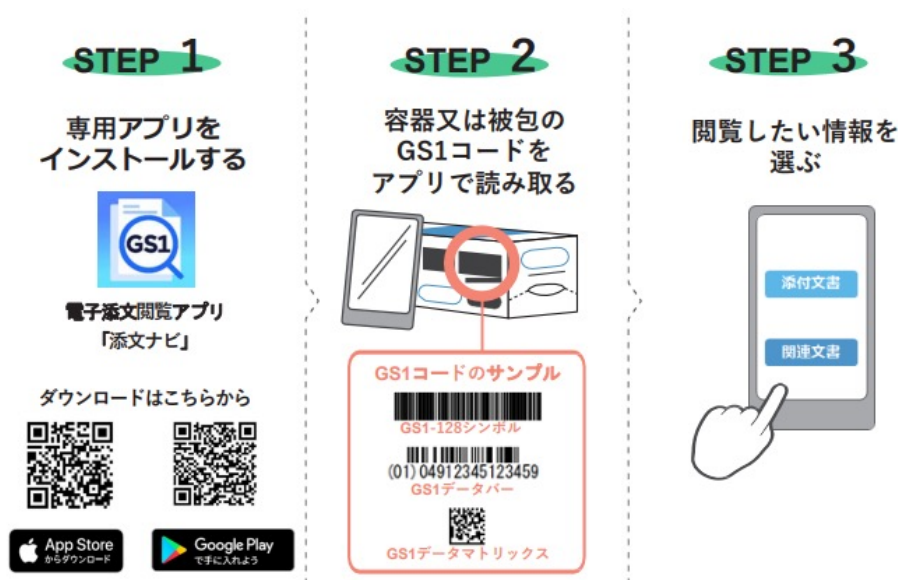 STEP 1
専用アプリを
インストールする
GS1
電子添文閲覧アプリ
「添文ナビ」
ダウンロードはこちらから
App Store
からダウンロード
Google Play
で手に入れよう
STEP 2
容器又は被包の
GS1コードを
アプリで読み取る
GS1コードのサンプル
GS1-128シンボル
(01) 04912345123459
GS1データバー
GS1データマトリックス
STEP 3
閲覧したい情報を
選ぶ
添付文書
関連文書